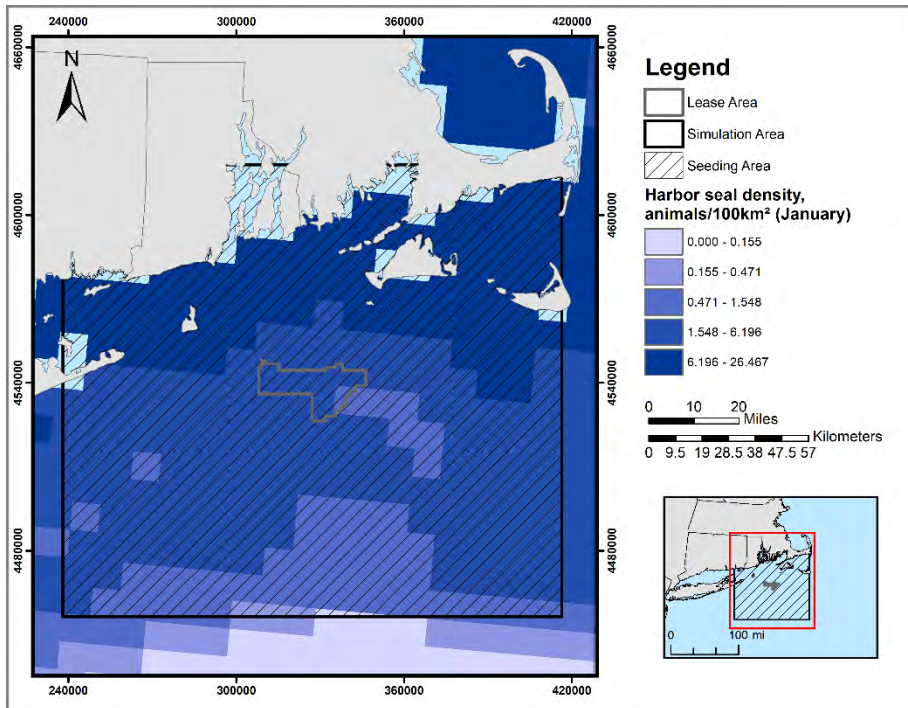 240000 300000 360000 420000
4660000
4600000
4540000
4480000
N
4660000
4600000
4540000
4480000
240000 300000 360000 420000
Legend
Lease Area
Simulation Area
Seeding Area
Harbor seal density,
animals/100km² (January)
0.000 - 0.155
0.155 - 0.471
0.471 - 1.548
1.548 - 6.196
6.196 - 26.467
0 10 20
Miles
Kilometers
0 9.5 19 28.5 38 47.5 57
0 100 mi